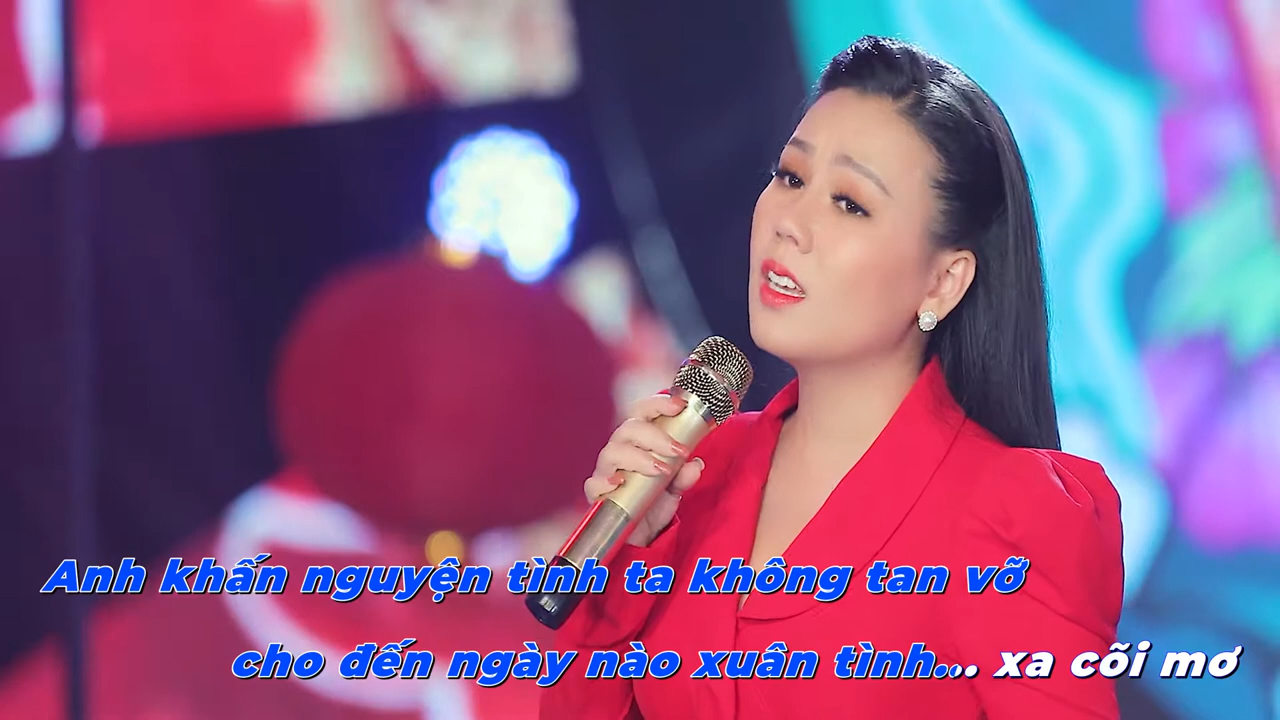 Anh khấn nguyện tình ta không tan vỡ
cho đến ngày nào xuân tình... xa cõi mơ